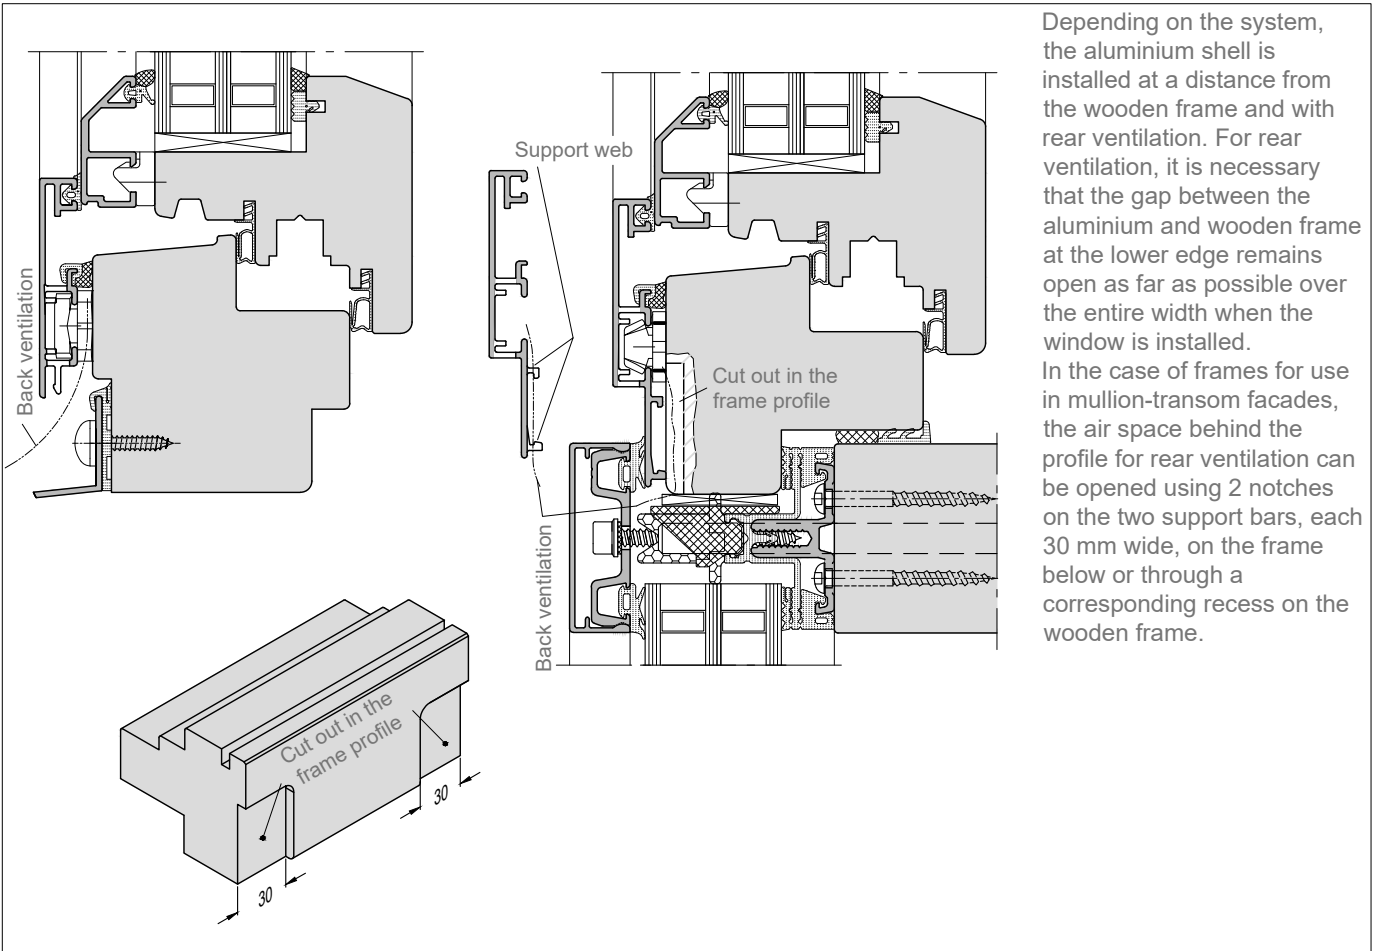 Depending on the system,
the aluminium shell is
installed at a distance from
the wooden frame and with
rear ventilation. For rear
ventilation, it is necessary
that the gap between the
aluminium and wooden frame
at the lower edge remains
open as far as possible over
the entire width when the
window is installed.
In the case of frames for use
in mullion-transom facades,
the air space behind the
profile for rear ventilation can
be opened using 2 notches
on the two support bars, each
30 mm wide, on the frame
below or through a
corresponding recess on the
wooden frame.
Support web
Back ventilation
Cut out in the
frame profile
Back ventilation
Cut out in the
frame profile
30
30